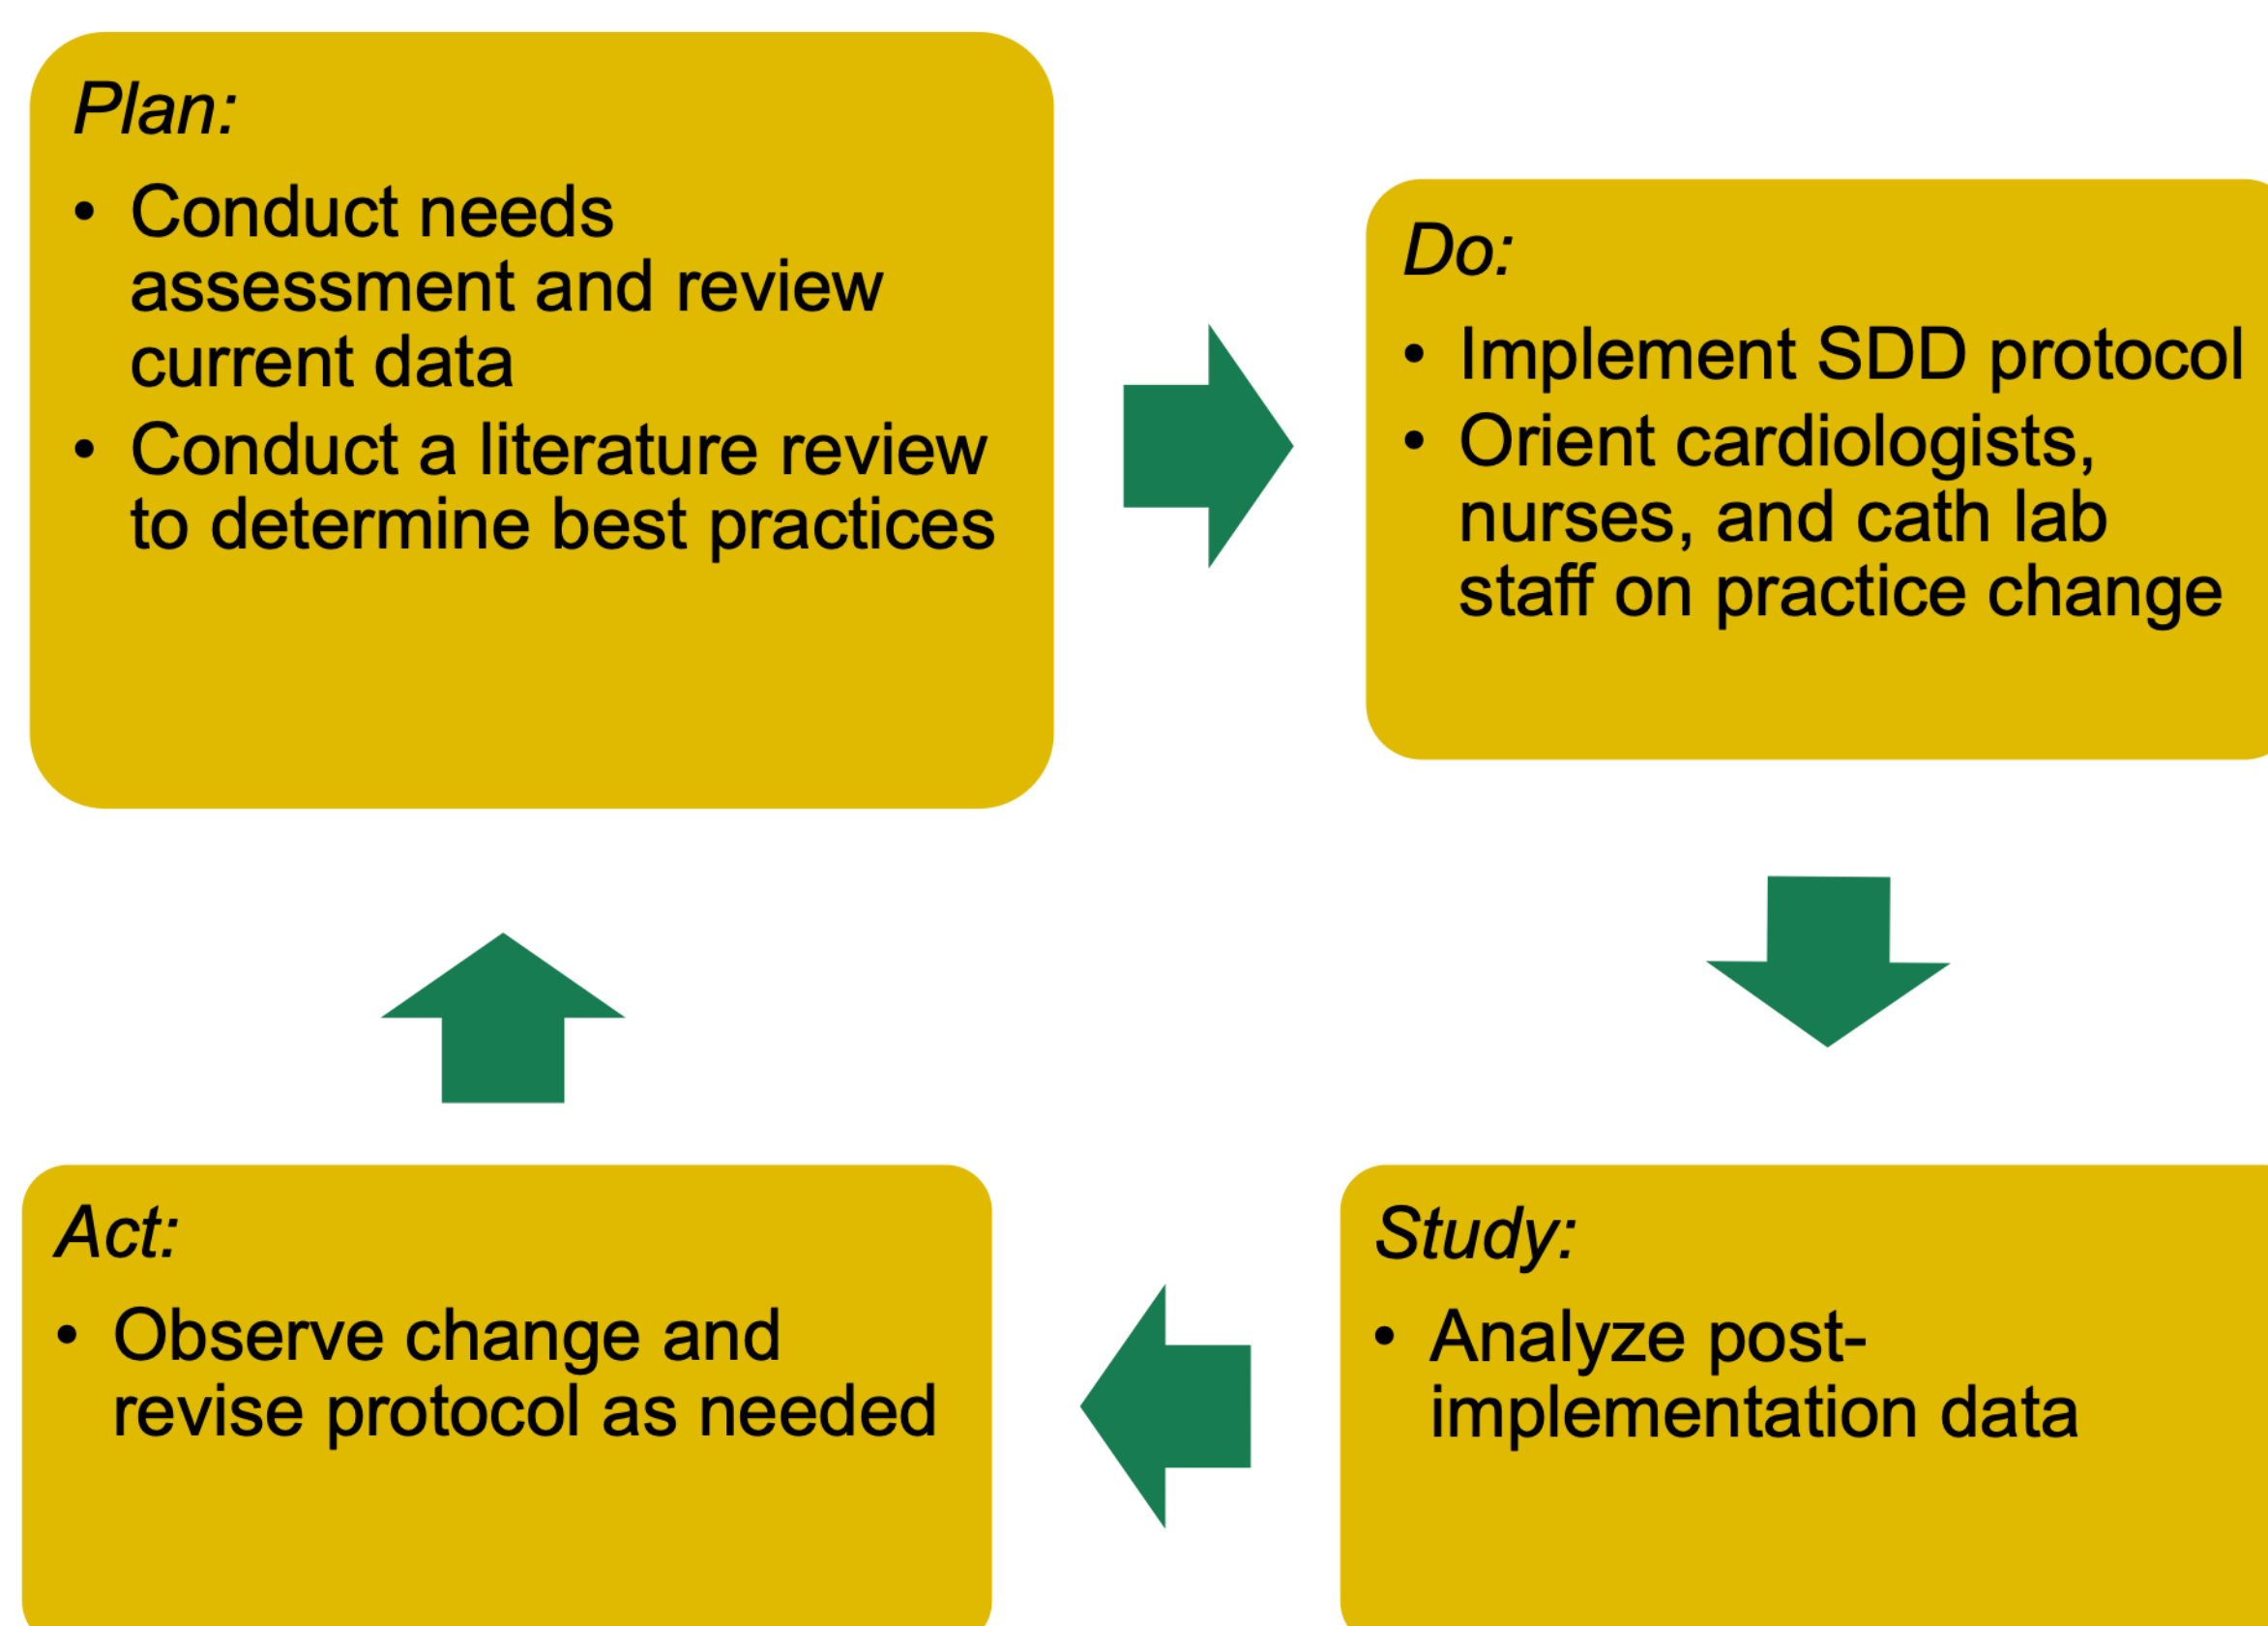 Plan:
• Conduct needs
assessment and review
current data
• Conduct a literature review
to determine best practices
Do:
• Implement SDD protocol
• Orient cardiologists,
nurses, and cath lab
staff on practice change
Study:
• Analyze post-
implementation data
Act:
• Observe change and
revise protocol as needed